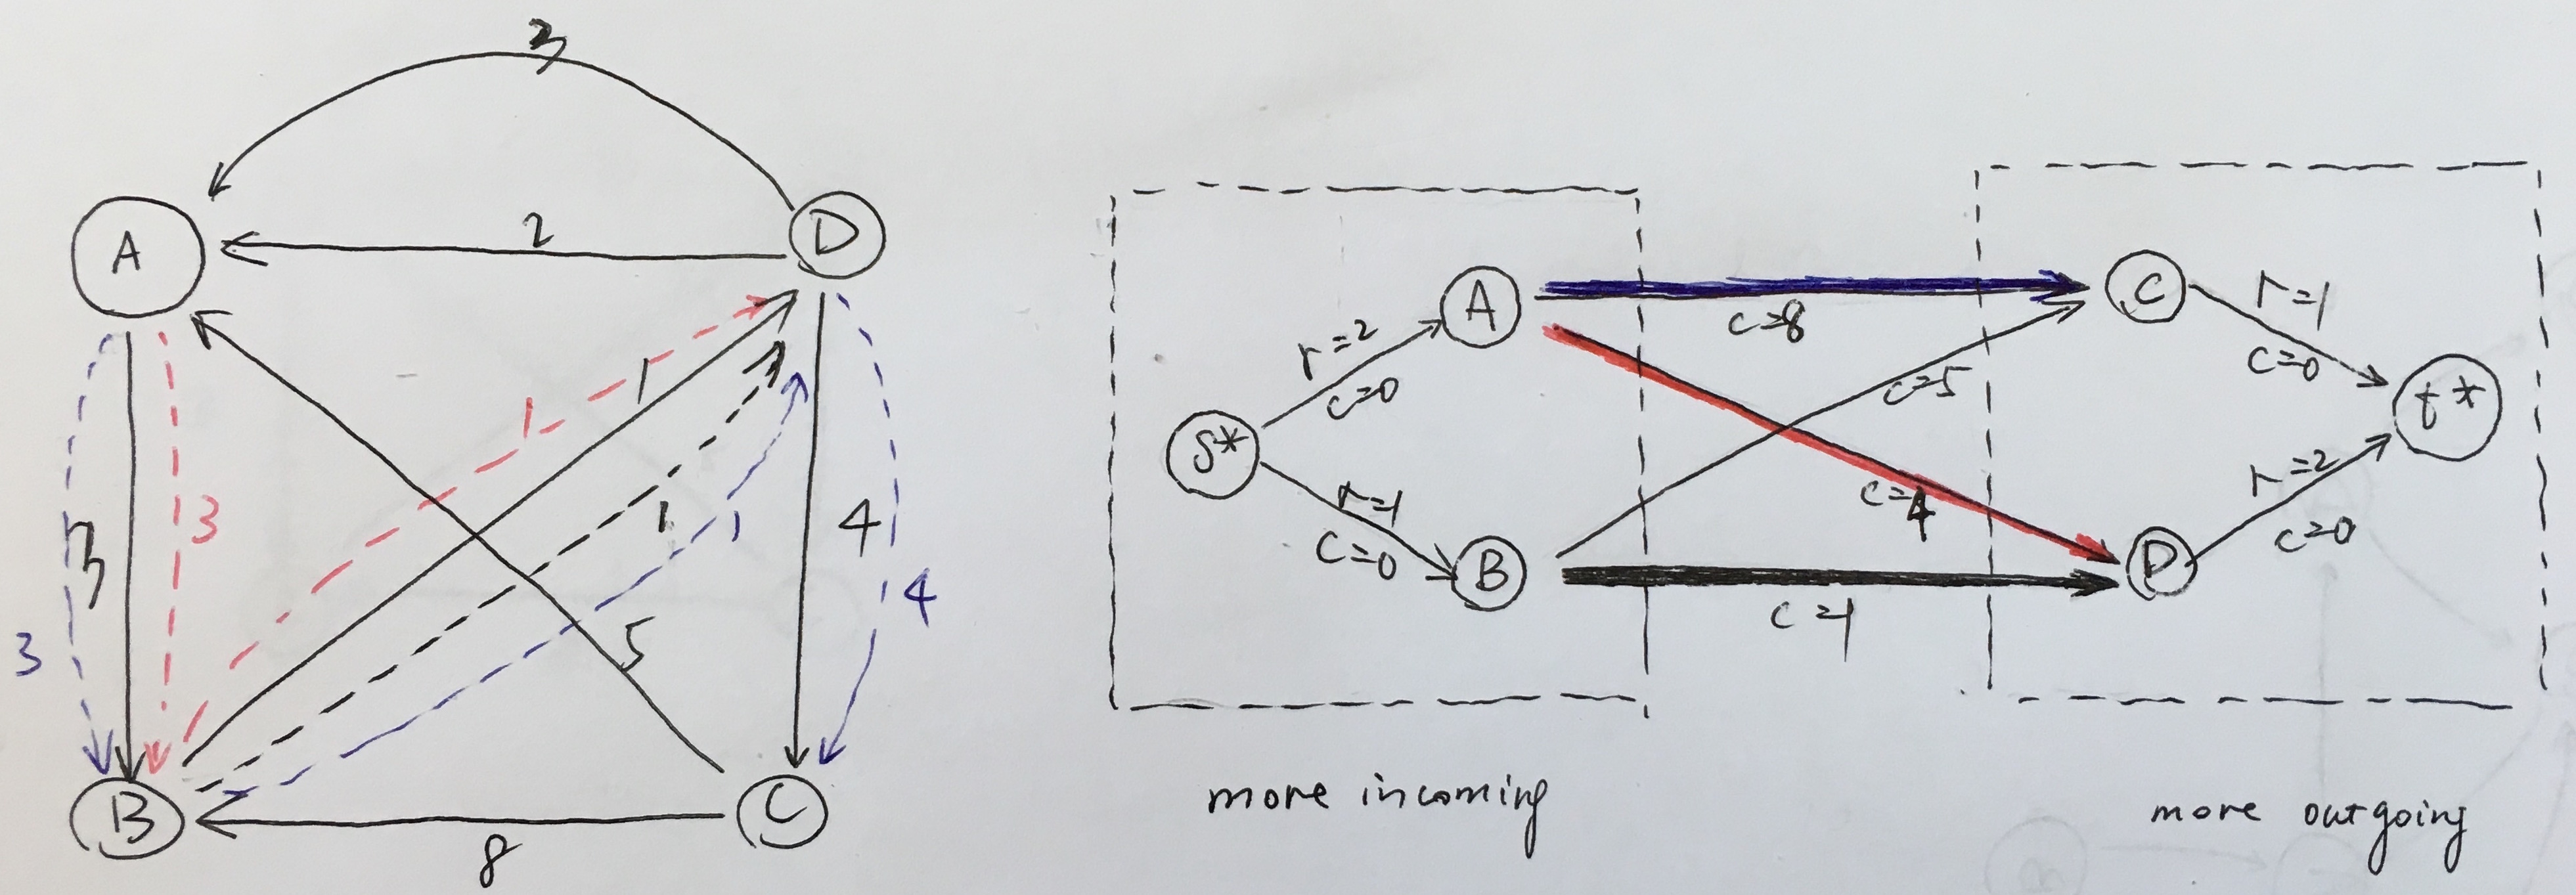 3
A
D
2
3
3
3
1
1
1
1
4
4
5
B
C
8
S*
r=2
c=0
r=1
c=0
A
B
c=8
c=5
c=4
c=1
C
D
r=1
c=0
r=2
c=0
t*
more incoming
more outgoing